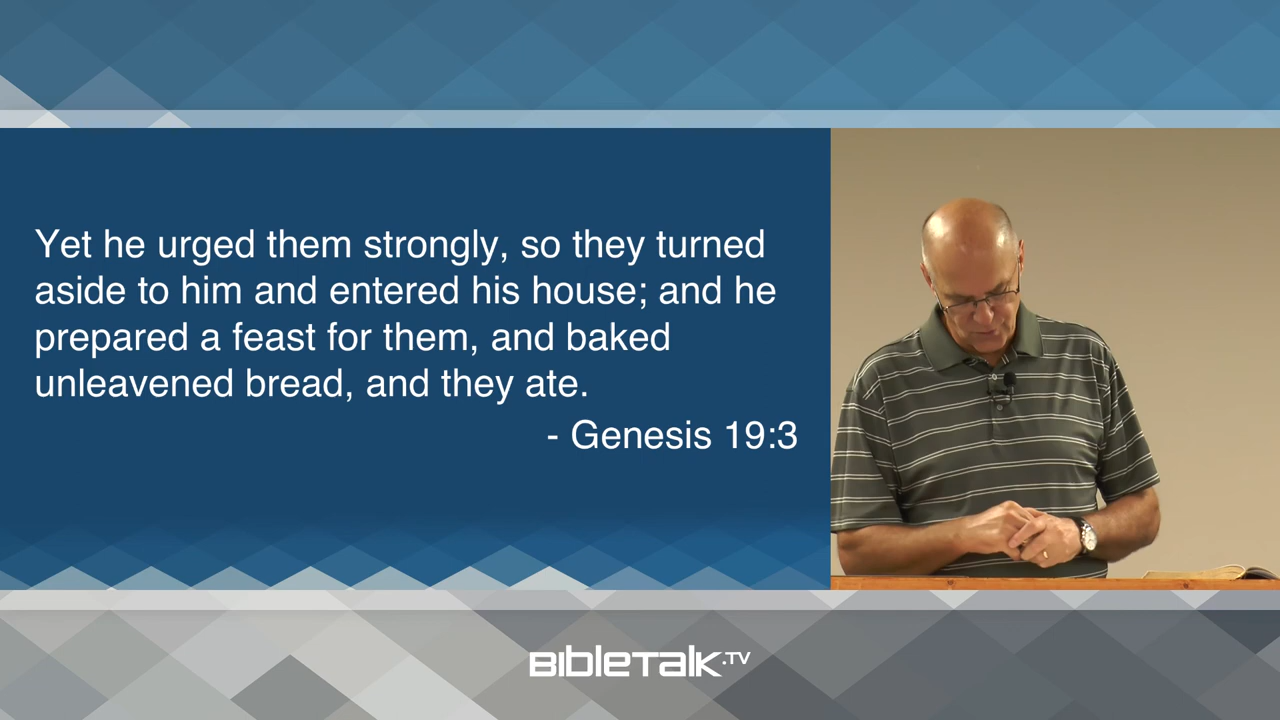 Yet he urged them strongly, so they turned
aside to him and entered his house; and he
prepared a feast for them, and baked
unleavened bread, and they ate.
- Genesis 19:3
BIBLETALK.TV